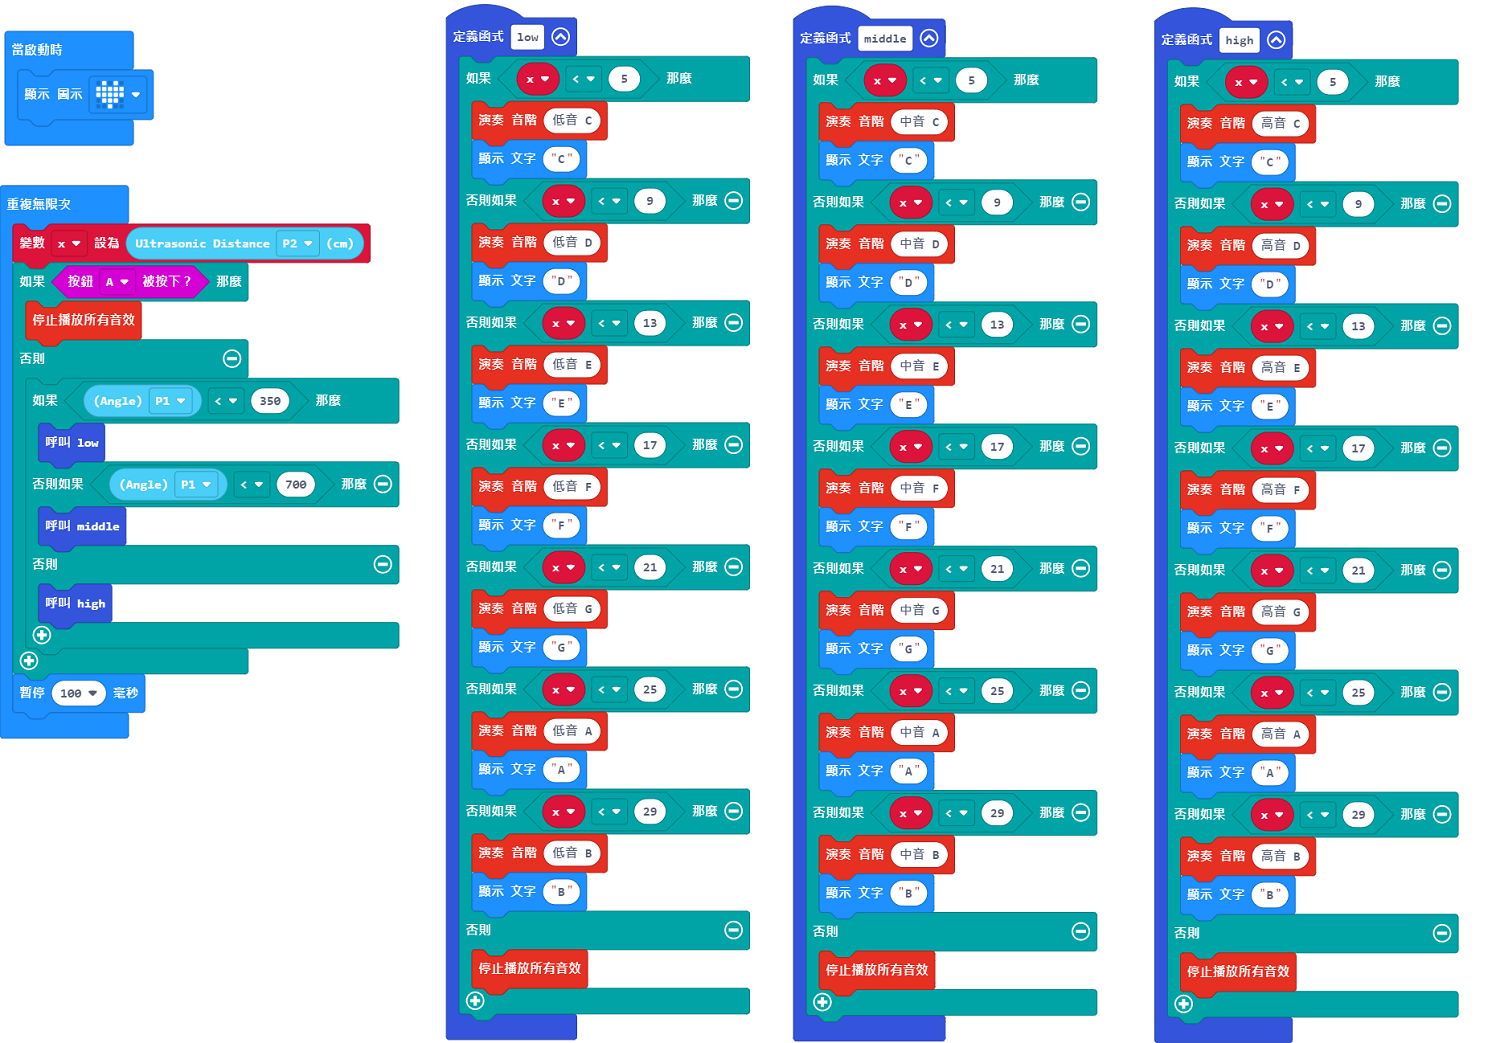 當啟動時
顯示 圖示
重複無限次
變數 x 設為 Ultrasonic Distance P2 (cm)
如果 按鈕 A 被按下？ 那麼
停止播放所有音效
否則
如果 (Angle) P1 < 350 那麼
呼叫 low
否則如果 (Angle) P1 < 700 那麼
呼叫 middle
否則
呼叫 high
暫停 100 毫秒
定義函式 low
如果 x < 5 那麼
演奏 音階 低音 C
顯示 文字 "C"
否則如果 x < 9 那麼
演奏 音階 低音 D
顯示 文字 "D"
否則如果 x < 13 那麼
演奏 音階 低音 E
顯示 文字 "E"
否則如果 x < 17 那麼
演奏 音階 低音 F
顯示 文字 "F"
否則如果 x < 21 那麼
演奏 音階 低音 G
顯示 文字 "G"
否則如果 x < 25 那麼
演奏 音階 低音 A
顯示 文字 "A"
否則如果 x < 29 那麼
演奏 音階 低音 B
顯示 文字 "B"
否則
停止播放所有音效
定義函式 middle
如果 x < 5 那麼
演奏 音階 中音 C
顯示 文字 "C"
否則如果 x < 9 那麼
演奏 音階 中音 D
顯示 文字 "D"
否則如果 x < 13 那麼
演奏 音階 中音 E
顯示 文字 "E"
否則如果 x < 17 那麼
演奏 音階 中音 F
顯示 文字 "F"
否則如果 x < 21 那麼
演奏 音階 中音 G
顯示 文字 "G"
否則如果 x < 25 那麼
演奏 音階 中音 A
顯示 文字 "A"
否則如果 x < 29 那麼
演奏 音階 中音 B
顯示 文字 "B"
否則
停止播放所有音效
定義函式 high
如果 x < 5 那麼
演奏 音階 高音 C
顯示 文字 "C"
否則如果 x < 9 那麼
演奏 音階 高音 D
顯示 文字 "D"
否則如果 x < 13 那麼
演奏 音階 高音 E
顯示 文字 "E"
否則如果 x < 17 那麼
演奏 音階 高音 F
顯示 文字 "F"
否則如果 x < 21 那麼
演奏 音階 高音 G
顯示 文字 "G"
否則如果 x < 25 那麼
演奏 音階 高音 A
顯示 文字 "A"
否則如果 x < 29 那麼
演奏 音階 高音 B
顯示 文字 "B"
否則
停止播放所有音效